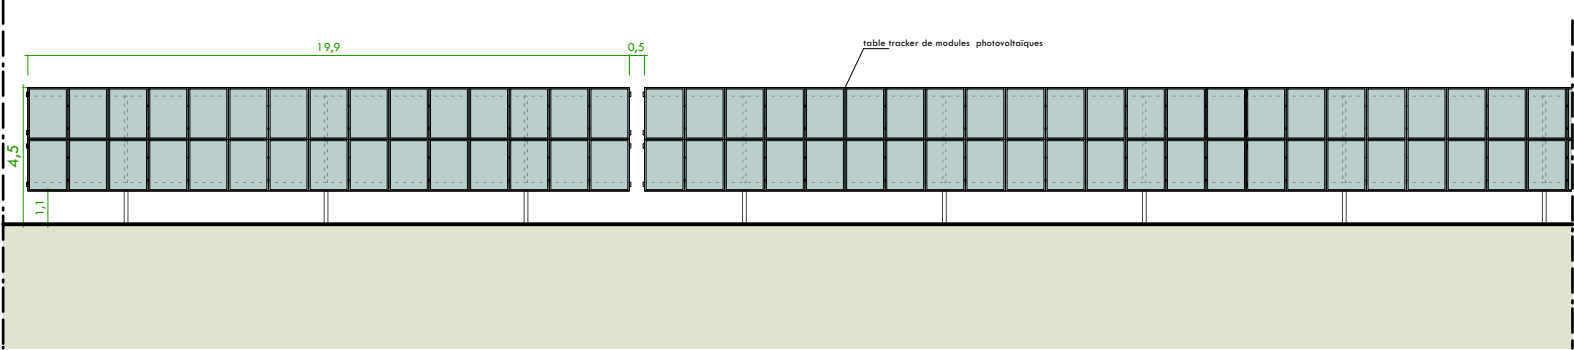 19,9
0,5
table tracker de modules photovoltaïques
4,5
1,1